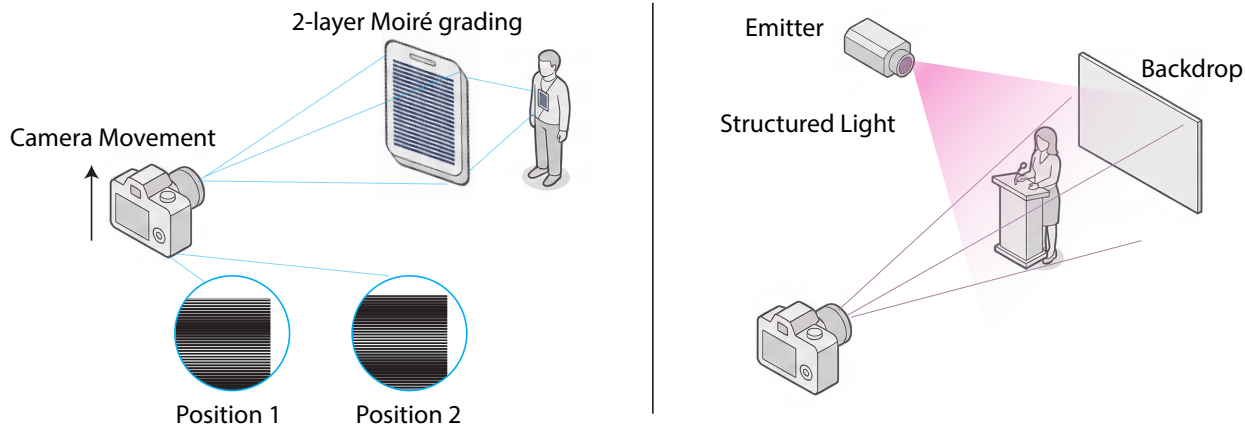 2-layer Moiré grading
Camera Movement
Position 1
Position 2
Emitter
Backdrop
Structured Light